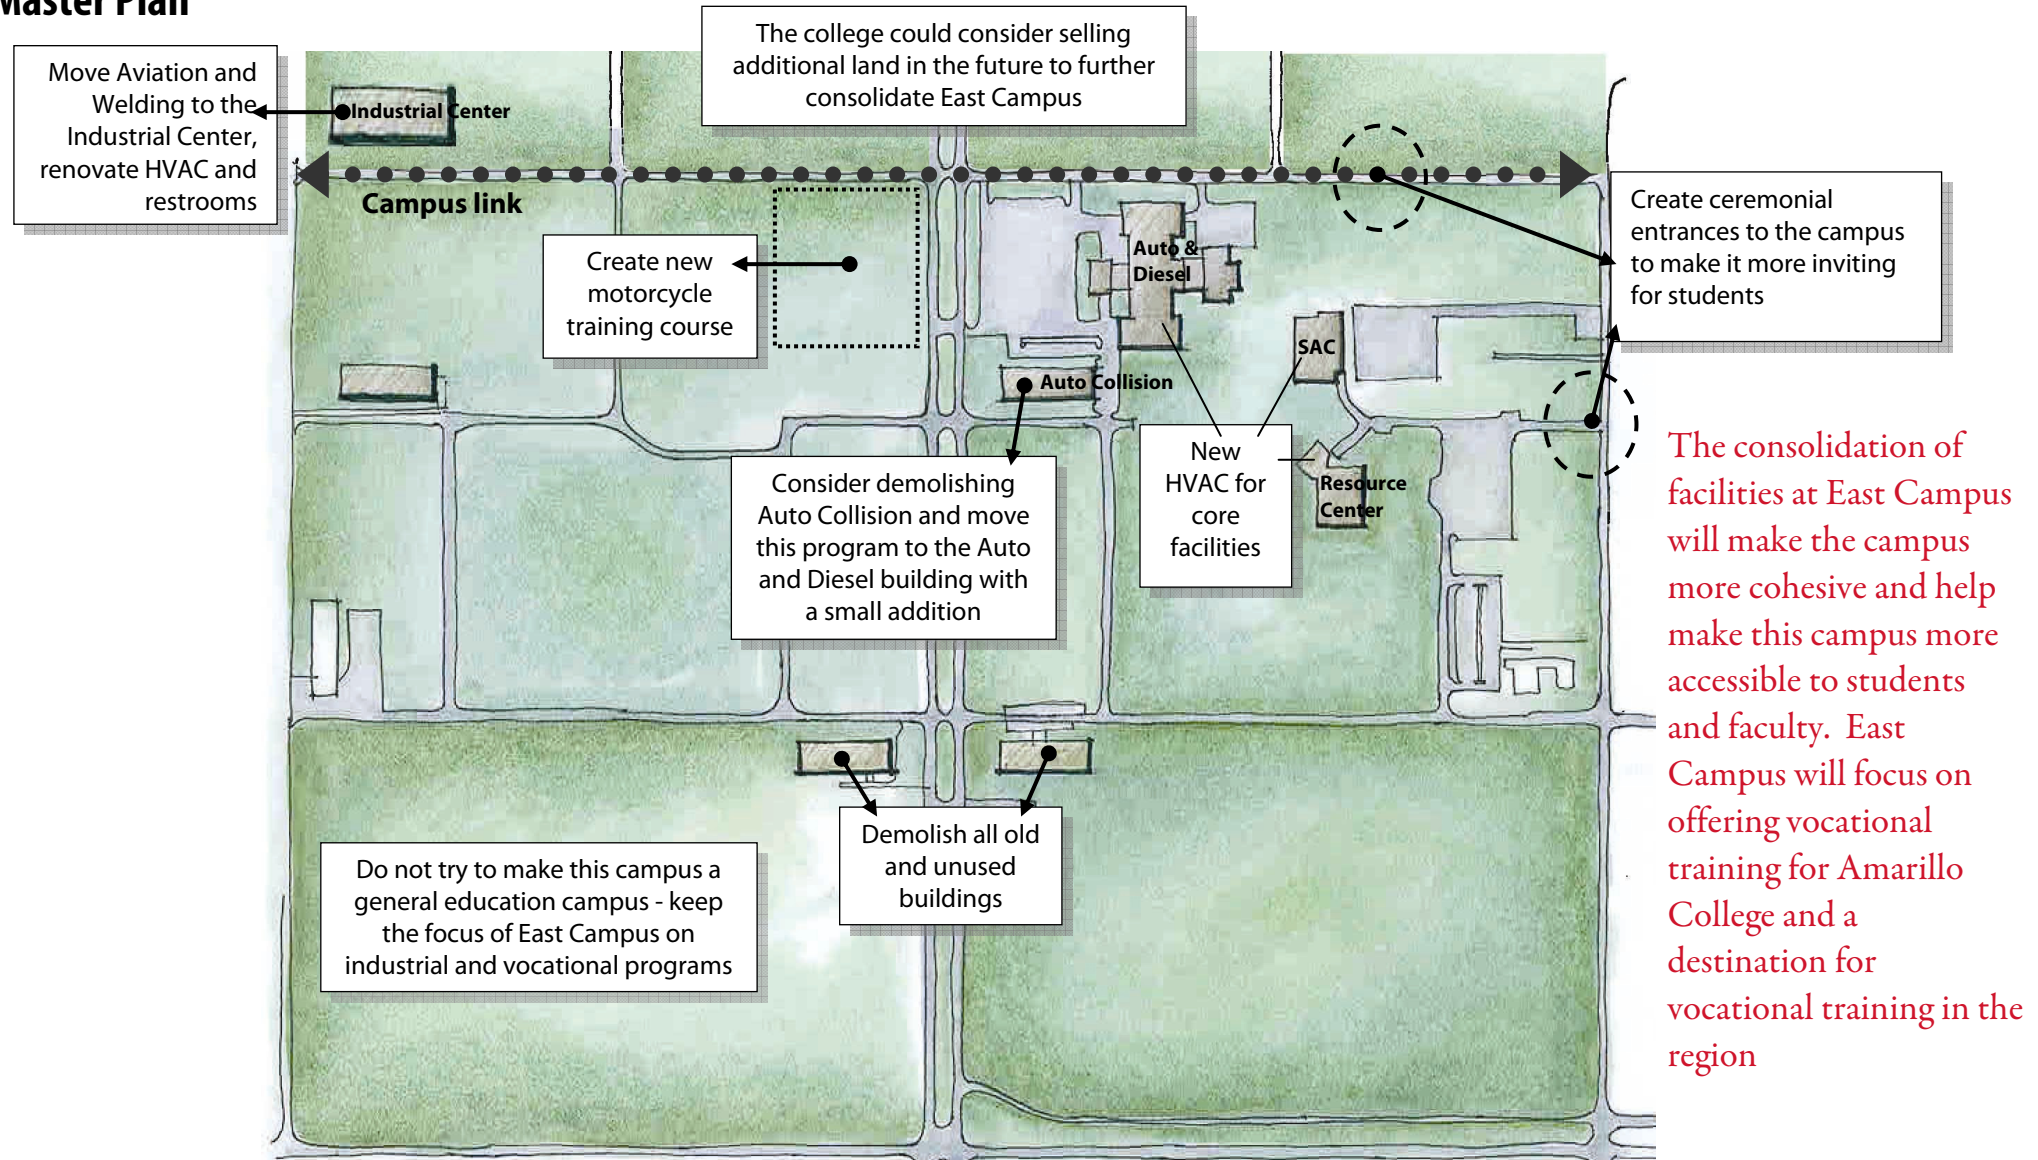 Master Plan
Move Aviation and
Welding to the
Industrial Center,
renovate HVAC and
restrooms
Industrial Center
The college could consider selling
additional land in the future to further
consolidate East Campus
Campus link
Create new
motorcycle
training course
Auto &
Diesel
Create ceremonial
entrances to the campus
to make it more inviting
for students
SAC
Auto Collision
New
HVAC for
core
facilities
Resource
Center
Consider demolishing
Auto Collision and move
this program to the Auto
and Diesel building with
a small addition
The consolidation of
facilities at East Campus
will make the campus
more cohesive and help
make this campus more
accessible to students
and faculty.  East
Campus will focus on
offering vocational
training for Amarillo
College and a
destination for
vocational training in the
region
Demolish all old
and unused
buildings
Do not try to make this campus a
general education campus - keep
the focus of East Campus on
industrial and vocational programs